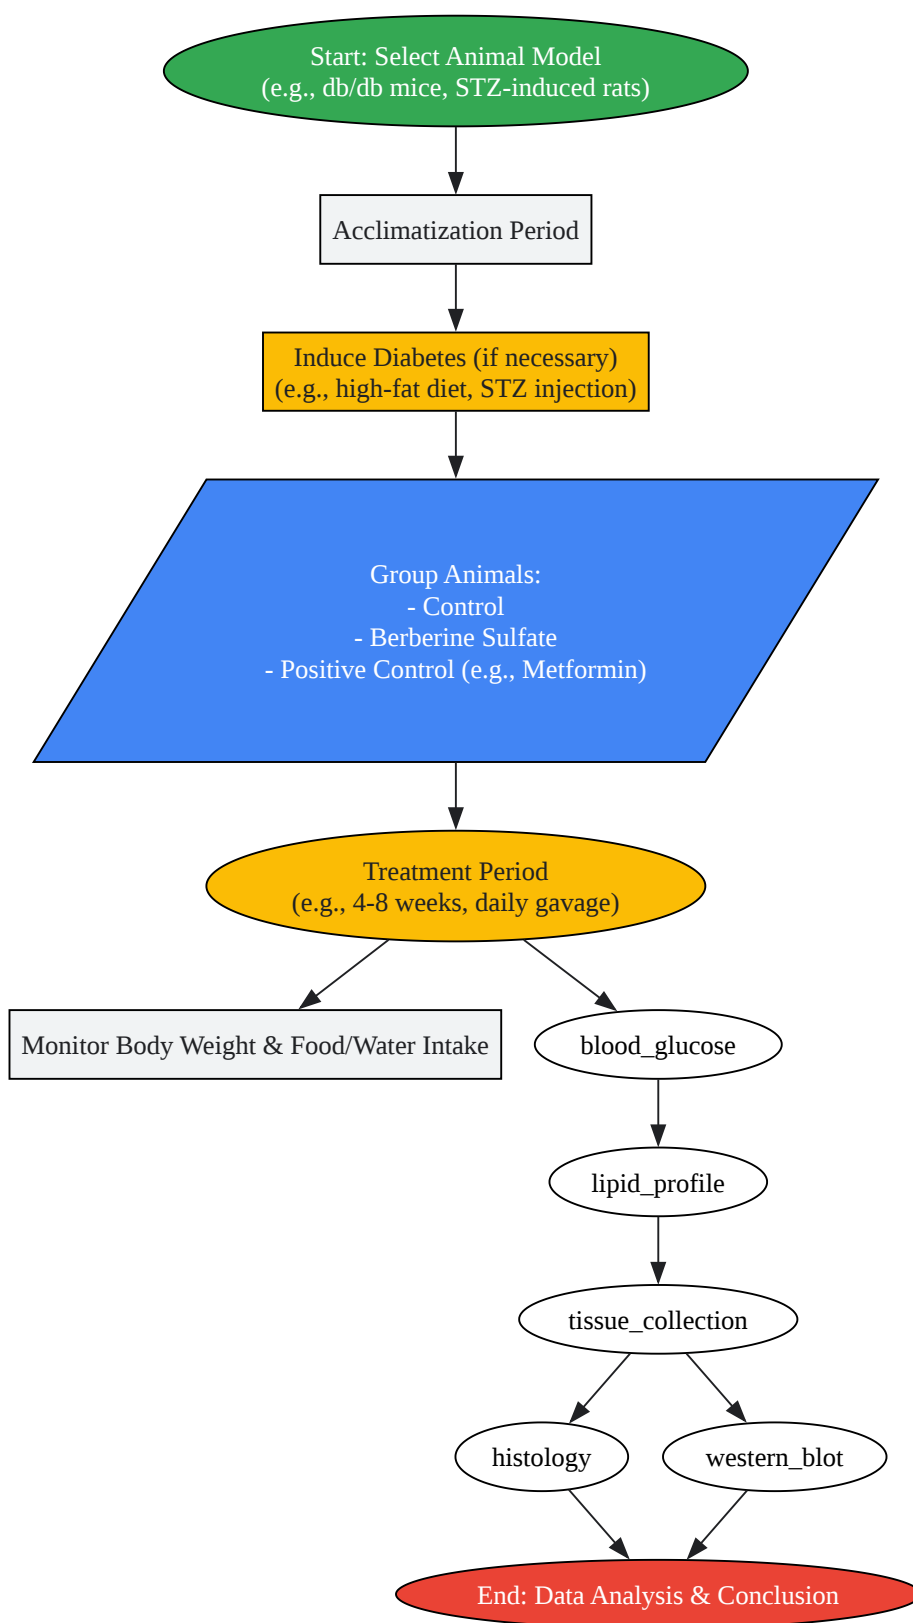 Start: Select Animal Model
(e.g., db/db mice, STZ-induced rats)
Acclimatization Period
Induce Diabetes (if necessary)
(e.g., high-fat diet, STZ injection)
Group Animals:
- Control
- Berberine Sulfate
- Positive Control (e.g., Metformin)
Treatment Period
(e.g., 4-8 weeks, daily gavage)
Monitor Body Weight & Food/Water Intake
blood_glucose
lipid_profile
tissue_collection
histology
western_blot
End: Data Analysis & Conclusion